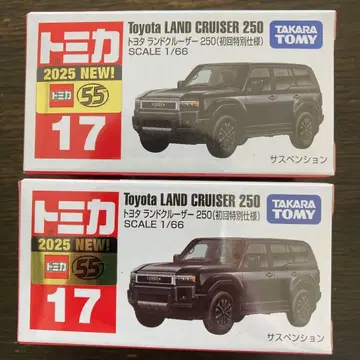 トミカ
2025 NEW!
トミカ 55
17
Toyota LAND CRUISER 250
トヨタ ランドクルーザー 250(初回特別仕様)
SCALE 1/66
TAKARA
TOMY
サスペンション
トミカ
2025 NEW!
トミカ 55
17
Toyota LAND CRUISER 250
トヨタ ランドクルーザー 250(初回特別仕様)
SCALE 1/66
TAKARA
TOMY
サスペンション